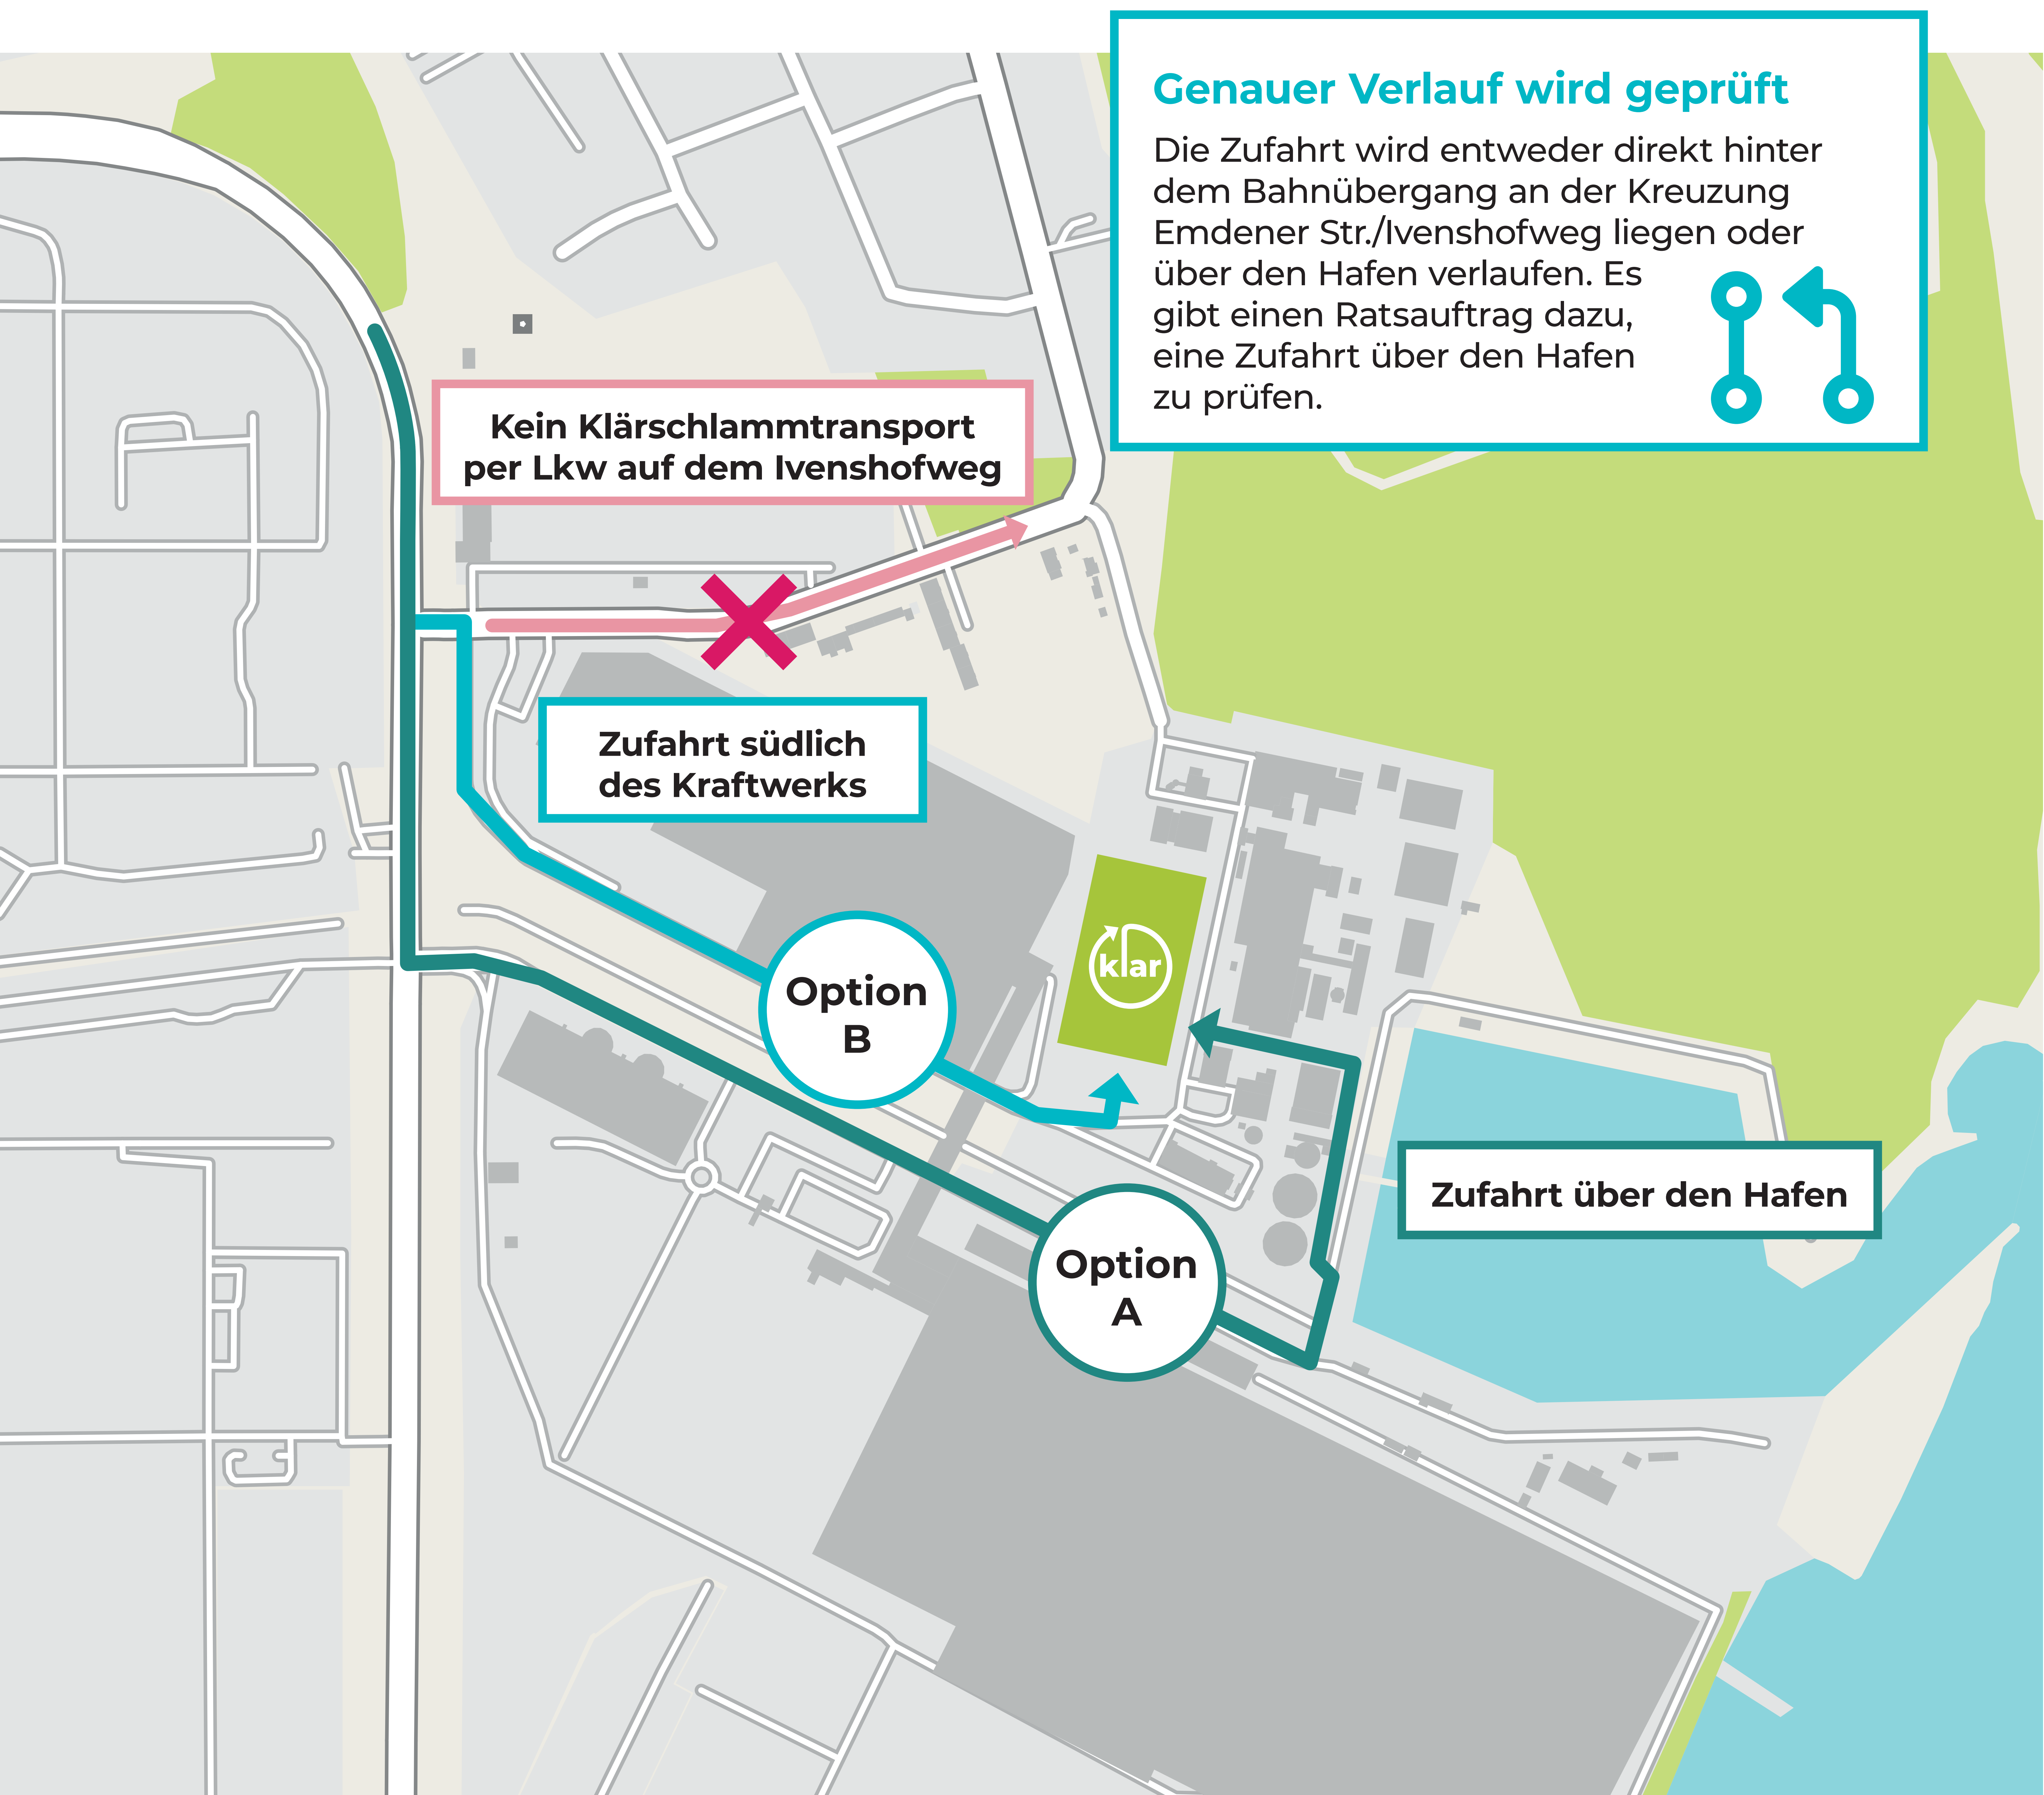 Genauer Verlauf wird geprüft
Die Zufahrt wird entweder direkt hinter
dem Bahnübergang an der Kreuzung
Emdener Str./Ivenshofweg liegen oder
über den Hafen verlaufen. Es
gibt einen Ratsauftrag dazu,
eine Zufahrt über den Hafen
zu prüfen.
Kein Klärschlammtransport
per Lkw auf dem Ivenshofweg
Zufahrt südlich
des Kraftwerks
klar
Option
B
Zufahrt über den Hafen
Option
A